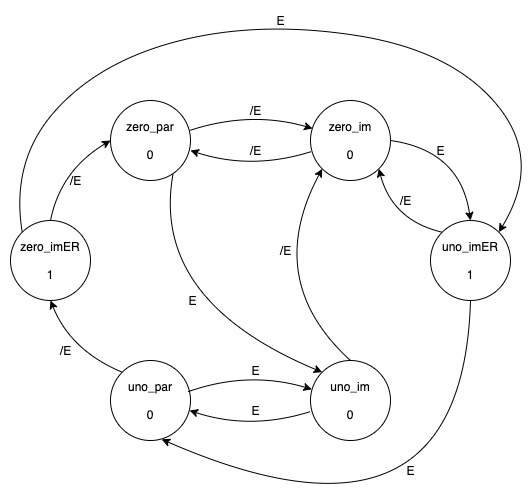 E
/E
zero_par
0
zero_im
0
/E
E
/E
/E
zero_imER
1
uno_imER
1
/E
E
/E
E
uno_par
0
uno_im
0
E
E